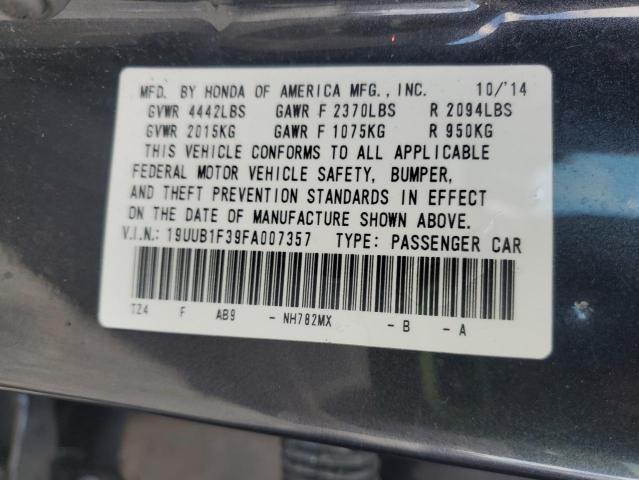 MFD. BY HONDA OF AMERICA MFG., INC. 10/'14
GVWR 4442LBS GAWR F 2370LBS R 2094LBS
GVWR 2015KG GAWR F 1075KG R 950KG
THIS VEHICLE CONFORMS TO ALL APPLICABLE
FEDERAL MOTOR VEHICLE SAFETY, BUMPER,
AND THEFT PREVENTION STANDARDS IN EFFECT
ON THE DATE OF MANUFACTURE SHOWN ABOVE.
V.I.N.: 19UUB1F39FA007357 TYPE: PASSENGER CAR
TZ4 F AB9 - NH782MX - B - A